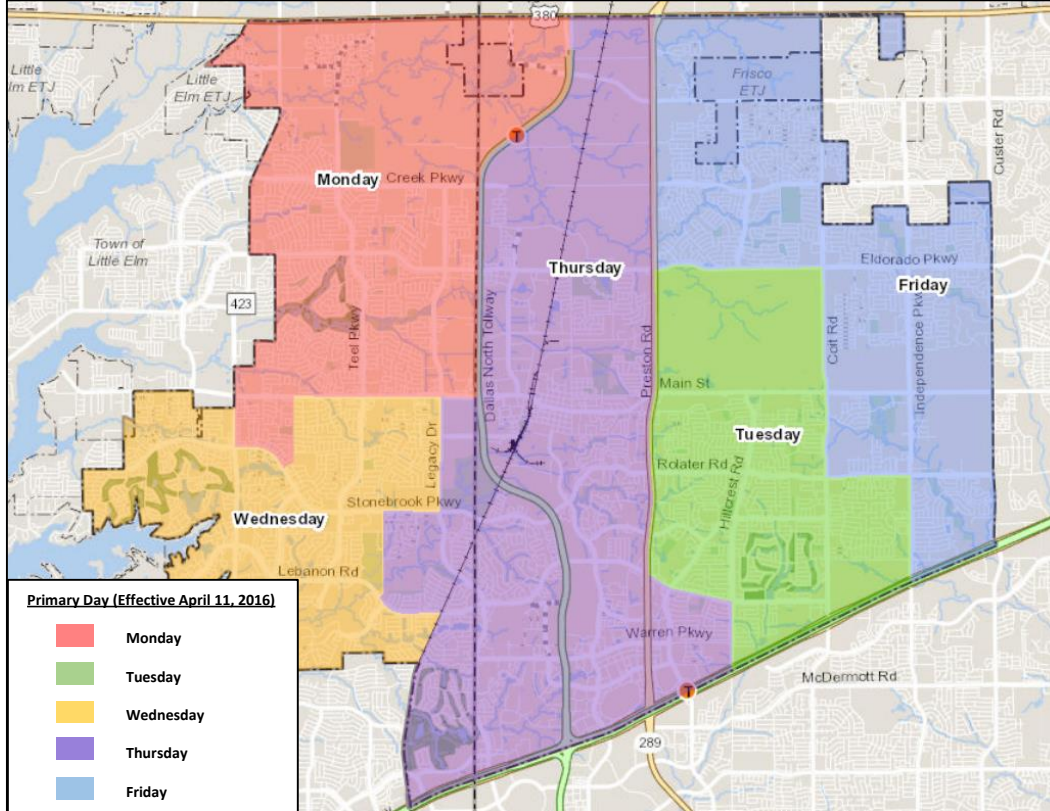 380
Little
Elm ETJ
Little
Elm ETJ
Frisco
ETJ
T
Custer Rd
Monday
Creek Pkwy
Town of
Little Elm
Eldorado Pkwy
Thursday
Friday
423
Teel Pkwy
Dallas North Tollway
Preston Rd
Coit Rd
Independence Pkwy
Main St
Tuesday
Legacy Dr
Rolater Rd
Hillcrest Rd
Stonebrook Pkwy
Wednesday
Lebanon Rd
Primary Day (Effective April 11, 2016)
Monday
Tuesday
Wednesday
Thursday
Friday
Warren Pkwy
McDermott Rd
T
289